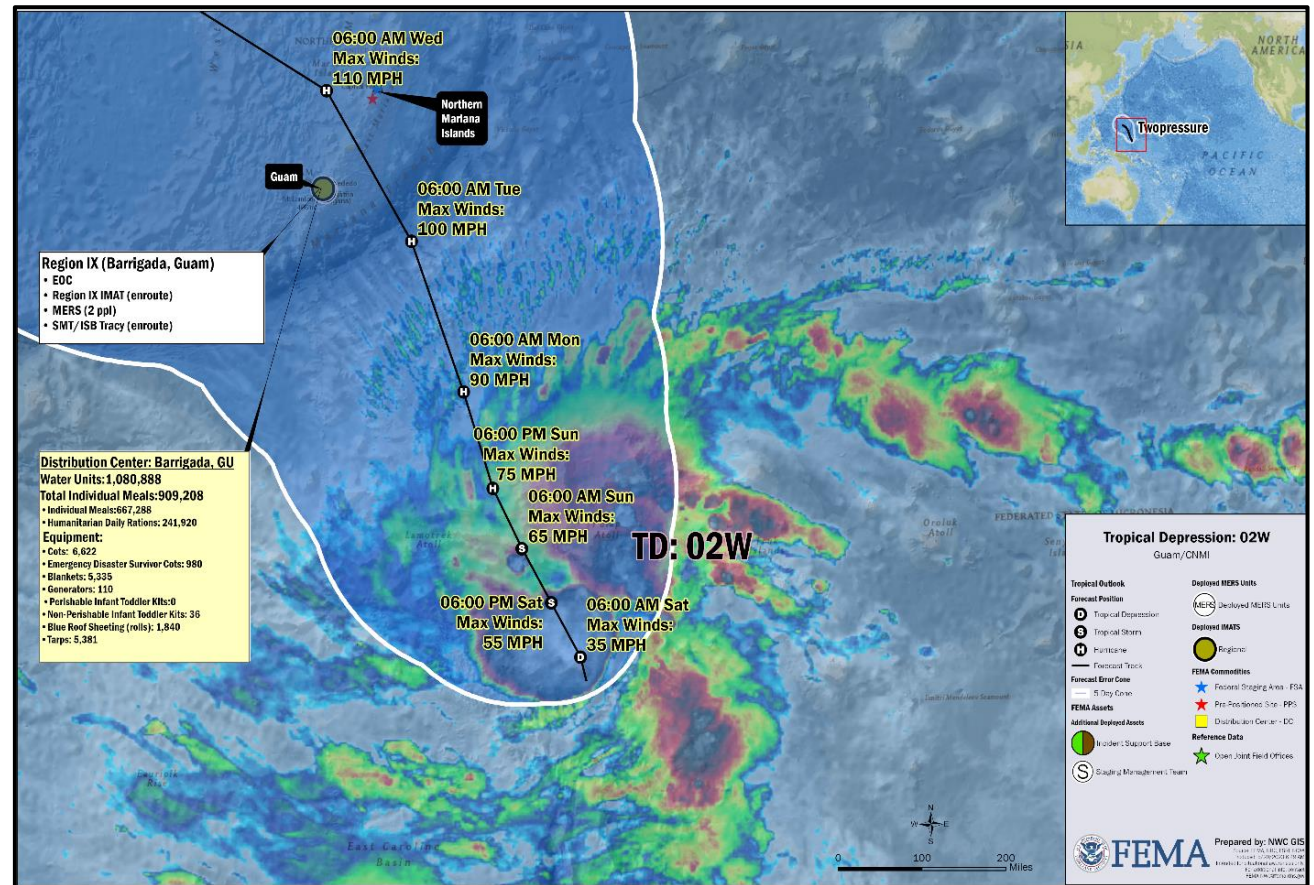 06:00 AM Wed
Max Winds:
110 MPH
Northern
Mariana
Islands
Guam
06:00 AM Tue
Max Winds:
100 MPH
Region IX (Barrigada, Guam)
• EOC
• Region IX IMAT (enroute)
• MERS (2 ppl)
• SMT/ISB Tracy (enroute)
06:00 AM Mon
Max Winds:
90 MPH
06:00 PM Sun
Max Winds:
75 MPH
06:00 AM Sun
Max Winds:
65 MPH
TD: 02W
06:00 PM Sat
Max Winds:
55 MPH
06:00 AM Sat
Max Winds:
35 MPH
H
H
H
H
S
S
D
Distribution Center: Barrigada, GU
Water Units:1,080,888
Total Individual Meals:909,208
• Individual Meals:667,288
• Humanitarian Daily Rations: 241,920
Equipment:
• Cots: 6,622
• Emergency Disaster Survivor Cots: 980
• Blankets: 5,335
• Generators: 110
• Perishable Infant Toddler Kits:0
• Non-Perishable Infant Toddler Kits: 36
• Blue Roof Sheeting (rolls): 1,840
• Tarps: 5,381
Oroluk
Atoll
FEDERATED
East Caroline
Basin
NORTH
AMERICA
Twopressure
PACIFIC
OCEAN
N
W E
S
0 100 200
Miles
Tropical Depression: 02W
Guam/CNMI
Tropical Outlook
Forecast Position
D Tropical Depression
S Tropical Storm
H Hurricane
Forecast Track
Forecast Error Cone
5 Day Cone
FEMA Assets
Additional Deployed Assets
Incident Support Base
S Staging Management Team
Deployed MERS Units
MERS Deployed MERS Units
Deployed IMATS
Regional
FEMA Commodities
Federal Staging Area - FSA
Pre-Positioned Site - PPS
Distribution Center - DC
Reference Data
Open Joint Field Offices
FEMA
Prepared by: NWC GIS